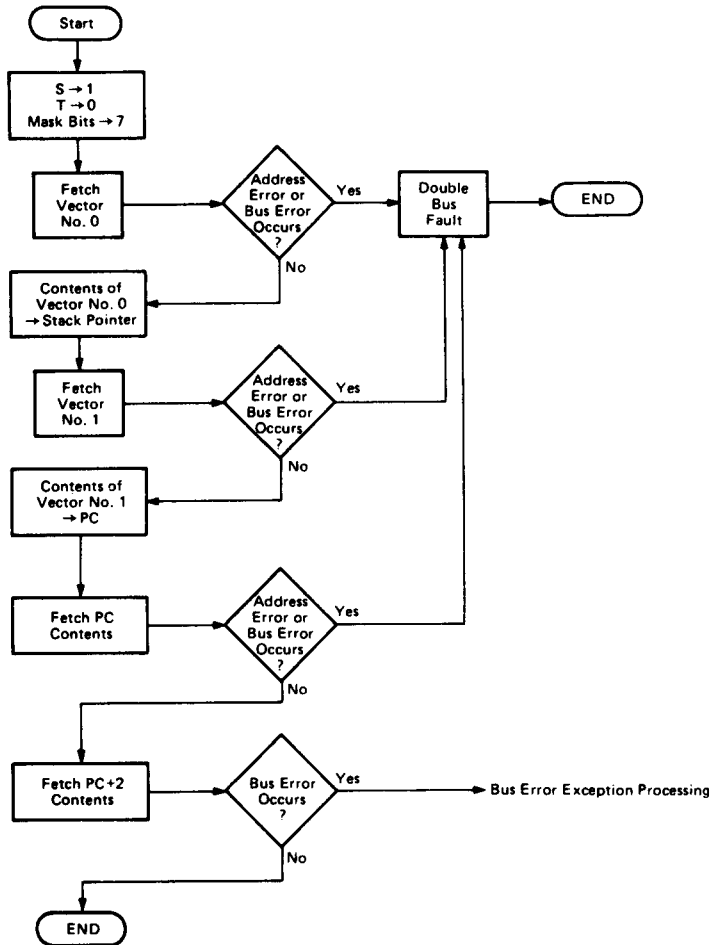 Start
S → 1
T → 0
Mask Bits → 7
Fetch
Vector
No. 0
Address
Error or
Bus Error
Occurs
?
Yes
No
Double
Bus
Fault
END
Contents of
Vector No. 0
→ Stack Pointer
Fetch
Vector
No. 1
Address
Error or
Bus Error
Occurs
?
Yes
No
Contents of
Vector No. 1
→ PC
Fetch PC
Contents
Address
Error or
Bus Error
Occurs
?
Yes
No
Fetch PC+2
Contents
Bus Error
Occurs
?
Yes
Bus Error Exception Processing
No
END